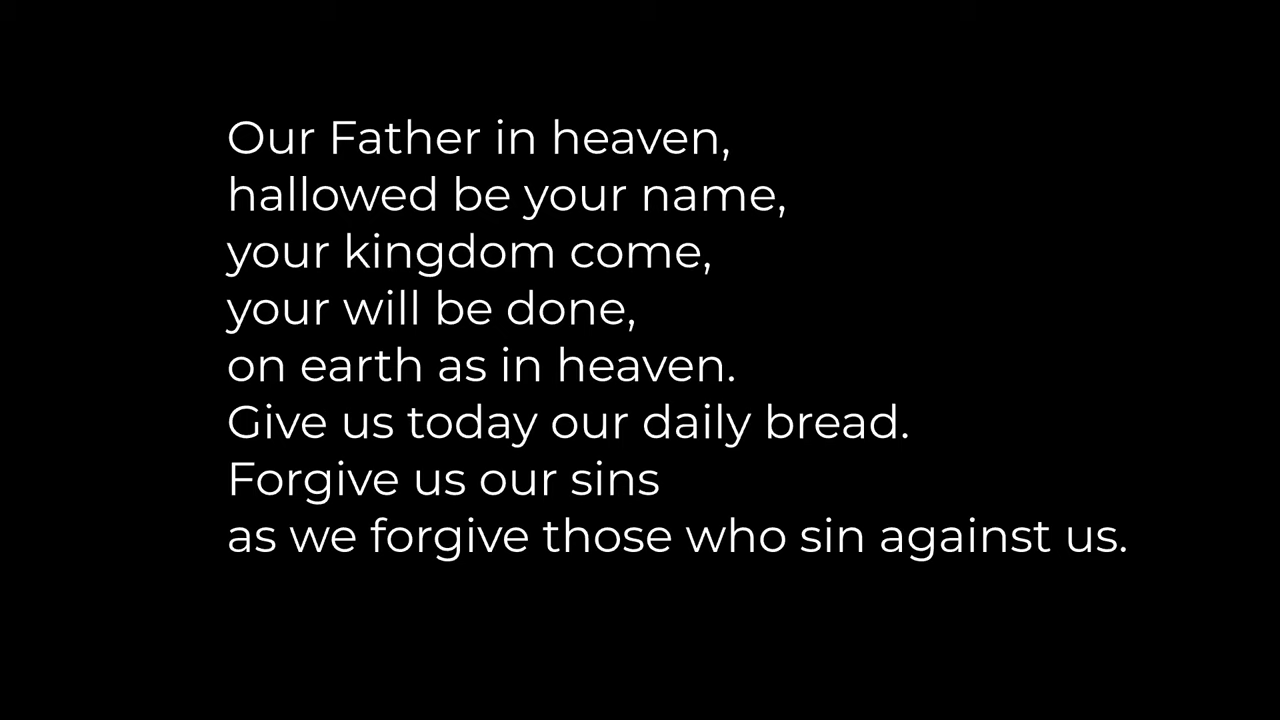 Our Father in heaven,
hallowed be your name,
your kingdom come,
your will be done,
on earth as in heaven.
Give us today our daily bread.
Forgive us our sins
as we forgive those who sin against us.